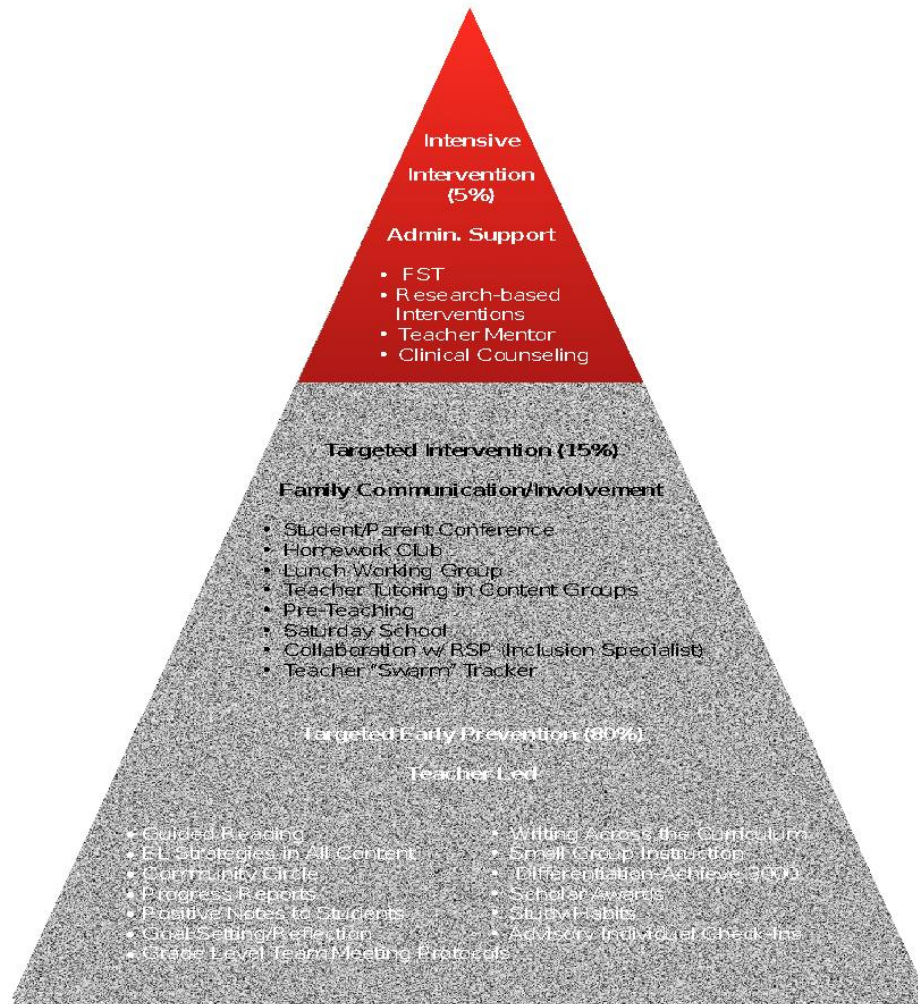 Intensive
Intervention
(5%)
Admin. Support
• FST
• Research-based
Interventions
• Teacher Mentor
• Clinical Counseling
Targeted Intervention (15%)
Family Communication/Involvement
• Student/Parent Conference
• Homework Club
• Lunch Working Group
• Teacher Tutoring in Content Groups
• Pre-Teaching
• Saturday School
• Collaboration w/ RSP (Inclusion Specialist)
• Teacher "Swarm" Tracker
Targeted Early Prevention (80%)
Teacher Led
• Guided Reading
• EL Strategies in All Content
• Community Circle
• Progress Reports
• Positive Notes to Students
• Goal Setting/Reflection
• Grade Level Team Meeting Protocols
• Writing Across the Curriculum
• Small Group Instruction
• Differentiation-Achieve 3000
• Scholar Awards
• Study Habits
• Advisory Individual Check-Ins